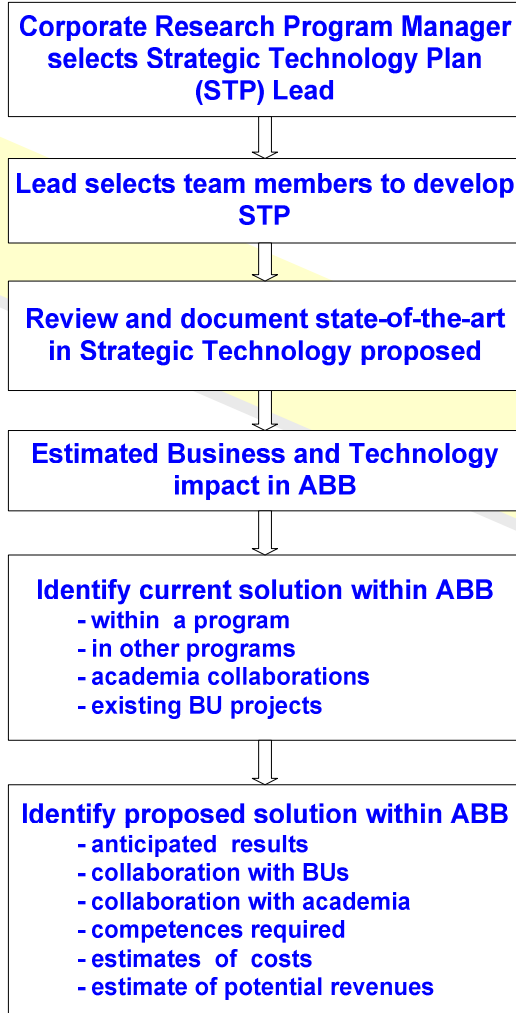 Corporate Research Program Manager
selects Strategic Technology Plan
(STP) Lead
Lead selects team members to develop
STP
Review and document state-of-the-art
in Strategic Technology proposed
Estimated Business and Technology
impact in ABB
Identify current solution within ABB
- within a program
- in other programs
- academia collaborations
- existing BU projects
Identify proposed solution within ABB
- anticipated results
- collaboration with BUs
- collaboration with academia
- competences required
- estimates of costs
- estimate of potential revenues